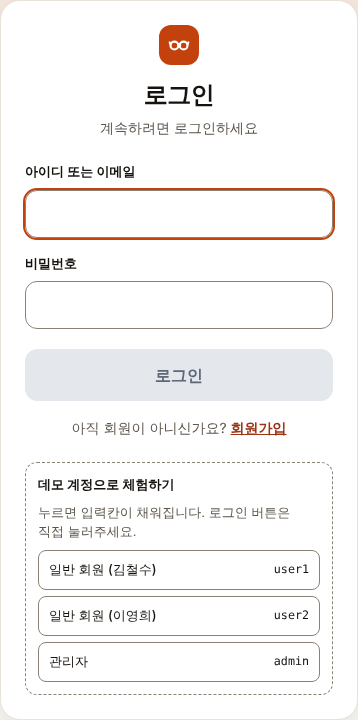 로그인
계속하려면 로그인하세요
아이디 또는 이메일
비밀번호
로그인
아직 회원이 아니신가요? 회원가입
데모 계정으로 체험하기
누르면 입력칸이 채워집니다. 로그인 버튼은
직접 눌러주세요.
일반 회원 (김철수) user1
일반 회원 (이영희) user2
관리자 admin